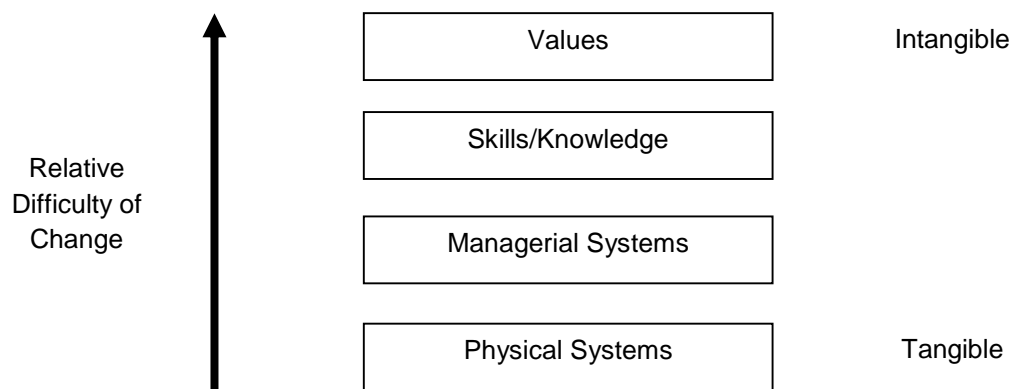 Values
Intangible
Skills/Knowledge
Relative
Difficulty of
Change
Managerial Systems
Physical Systems
Tangible